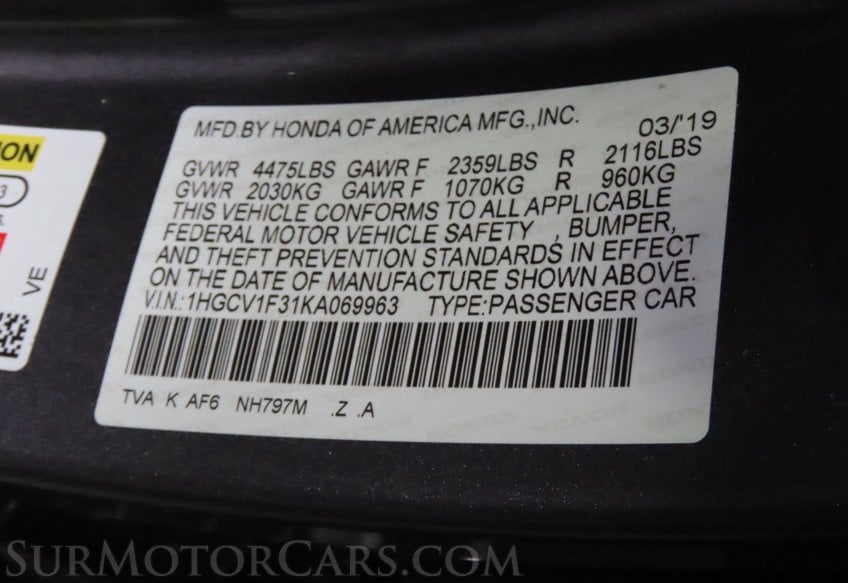 MFD.BY HONDA OF AMERICA MFG.,INC.
03/'19
GVWR 4475LBS GAWR F 2359LBS R 2116LBS
GVWR 2030KG GAWR F 1070KG R 960KG
THIS VEHICLE CONFORMS TO ALL APPLICABLE
FEDERAL MOTOR VEHICLE SAFETY , BUMPER,
AND THEFT PREVENTION STANDARDS IN EFFECT
ON THE DATE OF MANUFACTURE SHOWN ABOVE.
V.I.N.:1HGCV1F31KA069963 TYPE:PASSENGER CAR
TVA K AF6 NH797M .Z .A
VE
SurMotorCars.com